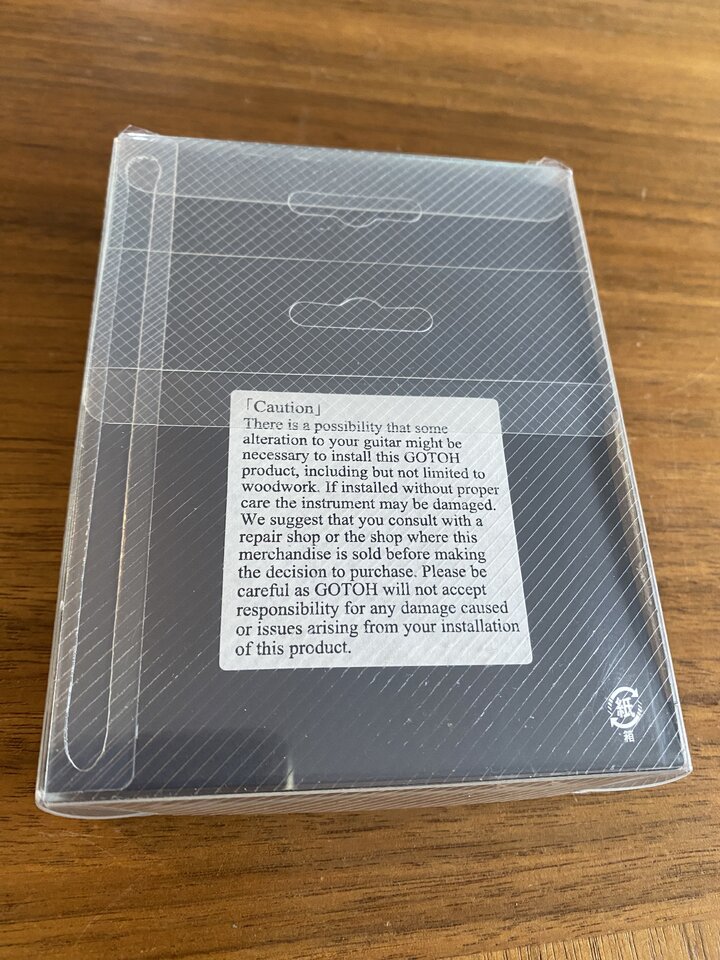 「Caution」
There is a possibility that some
alteration to your guitar might be
necessary to install this GOTOH
product, including but not limited to
woodwork. If installed without proper
care the instrument may be damaged.
We suggest that you consult with a
repair shop or the shop where this
merchandise is sold before making
the decision to purchase. Please be
careful as GOTOH will not accept
responsibility for any damage caused
or issues arising from your installation
of this product.
紙
箱